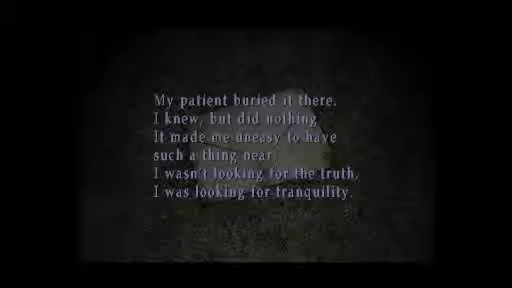 My patient buried it there.
I knew, but did nothing
It made me uneasy to have
such a thing near
I wasn't looking for the truth,
I was looking for tranquility.